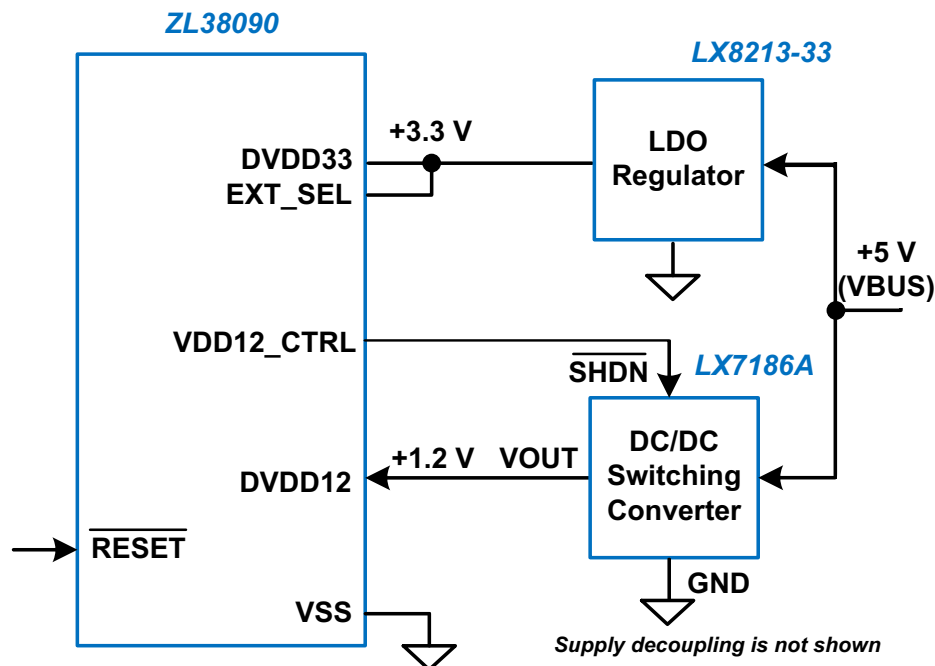 ZL38090
LX8213-33
+3.3 V
DVDD33
EXT_SEL
LDO
Regulator
+5 V
(VBUS)
VDD12_CTRL
SHDN
LX7186A
DC/DC
Switching
Converter
+1.2 V VOUT
DVDD12
RESET
GND
VSS
Supply decoupling is not shown